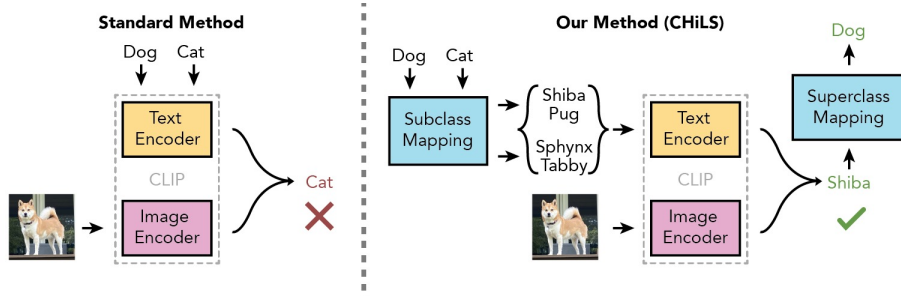 Standard Method
Dog Cat
Text
Encoder
CLIP
Image
Encoder
Cat
Our Method (CHiLS)
Dog Cat
Subclass
Mapping
Shiba
Pug
Sphynx
Tabby
Text
Encoder
CLIP
Image
Encoder
Dog
Superclass
Mapping
Shiba